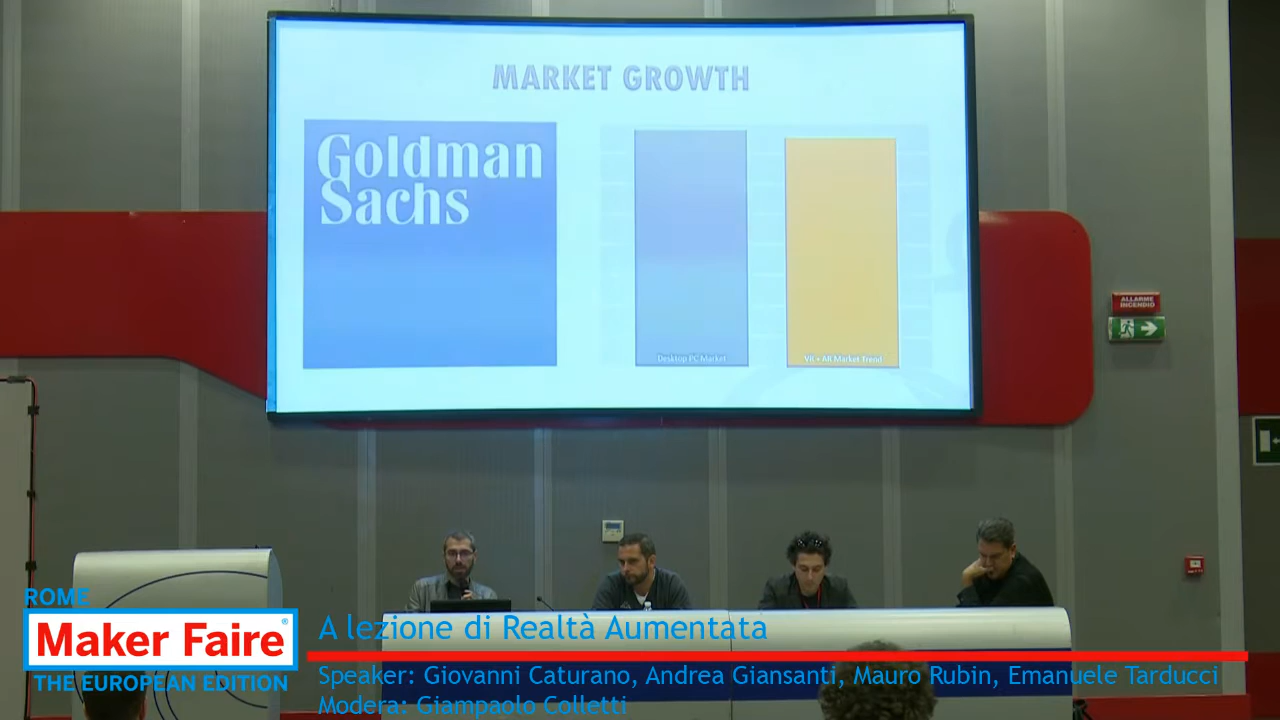 MARKET GROWTH
Goldman
Sachs
Desktop PC Market
VR + AR Market Trend
ALLARME
INCENDIO
ROME
Maker Faire®
THE EUROPEAN EDITION
A lezione di Realtà Aumentata
Speaker: Giovanni Caturano, Andrea Giansanti, Mauro Rubin, Emanuele Tarducci
Modera: Giampaolo Colletti